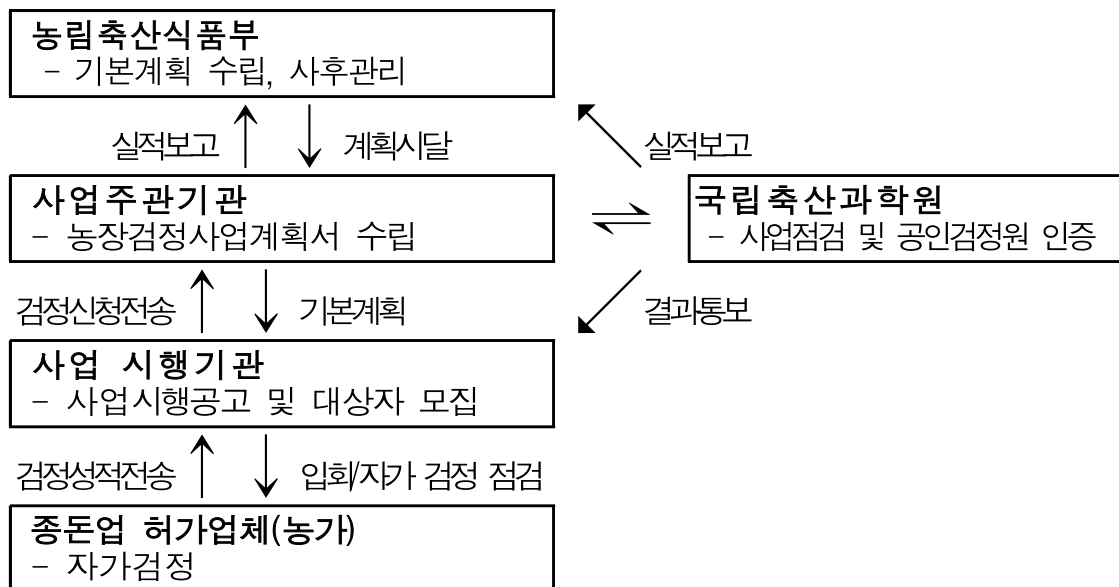 농림축산식품부
- 기본계획 수립, 사후관리
실적보고 계획시달 실적보고
사업주관기관
- 농장검정사업계획서 수립
국립축산과학원
- 사업점검 및 공인검정원 인증
검정신청전송 기본계획 결과통보
사업 시행기관
- 사업시행공고 및 대상자 모집
검정성적전송 입회/자가 검정 점검
종돈업 허가업체(농가)
- 자가검정